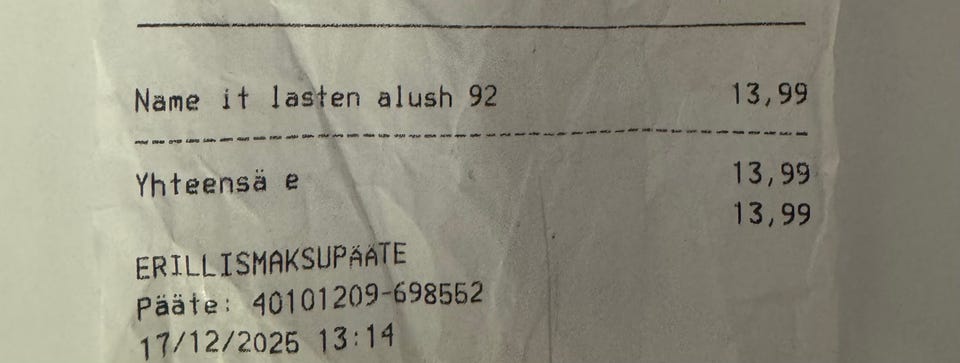 Name it lasten alush 92 13,99
Yhteensä e 13,99
13,99
ERILLISMAKSUPÄÄTE
Pääte: 40101209-698552
17/12/2025 13:14